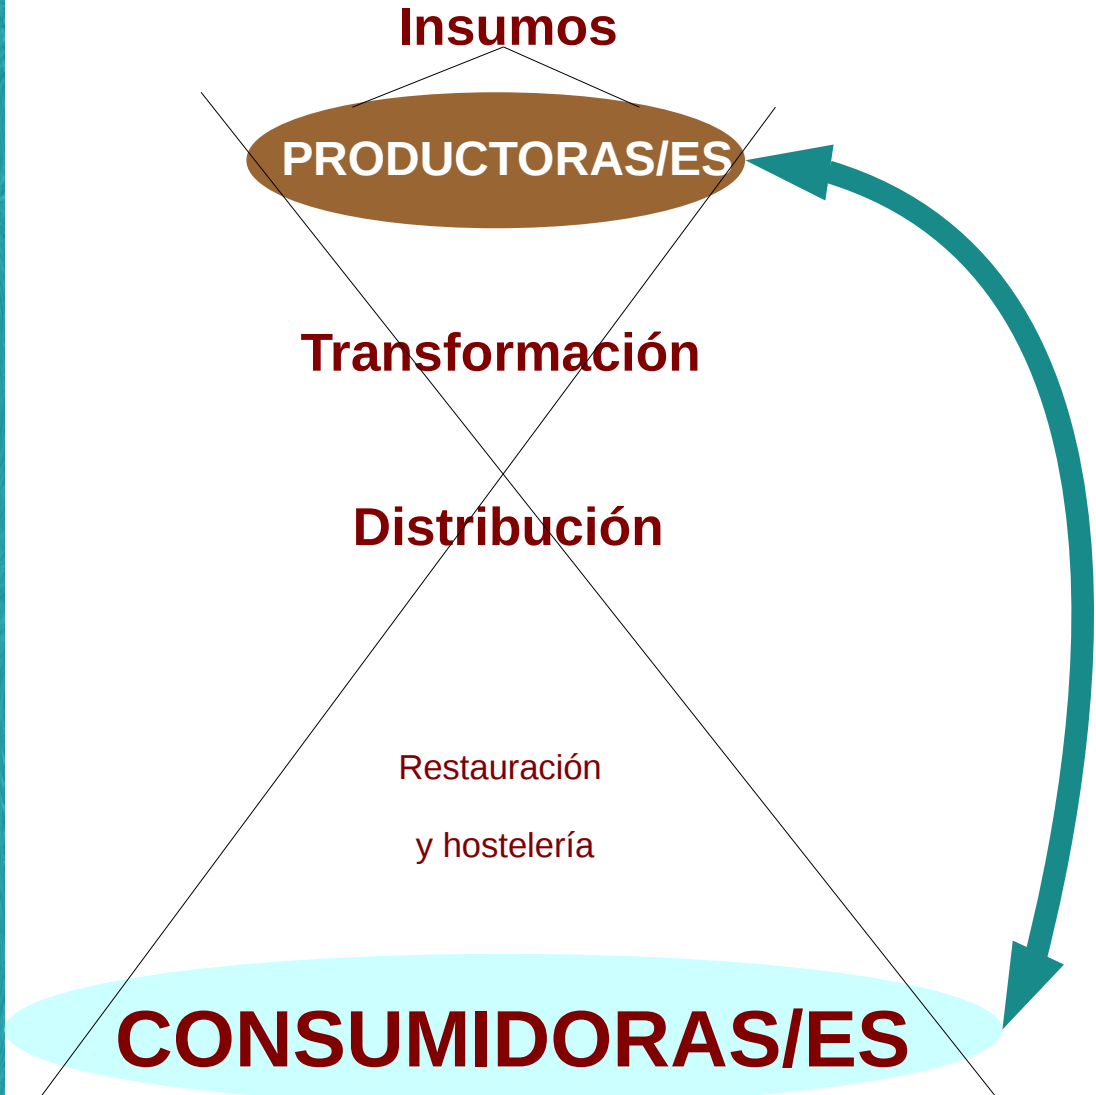 Insumos
PRODUCTORAS/ES
Transformación
Distribución
Restauración
y hostelería
CONSUMIDORAS/ES